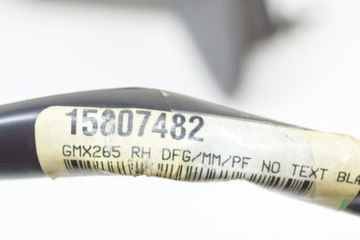 15807482
GMX265 RH DFG/MM/PF NO TEXT BLA